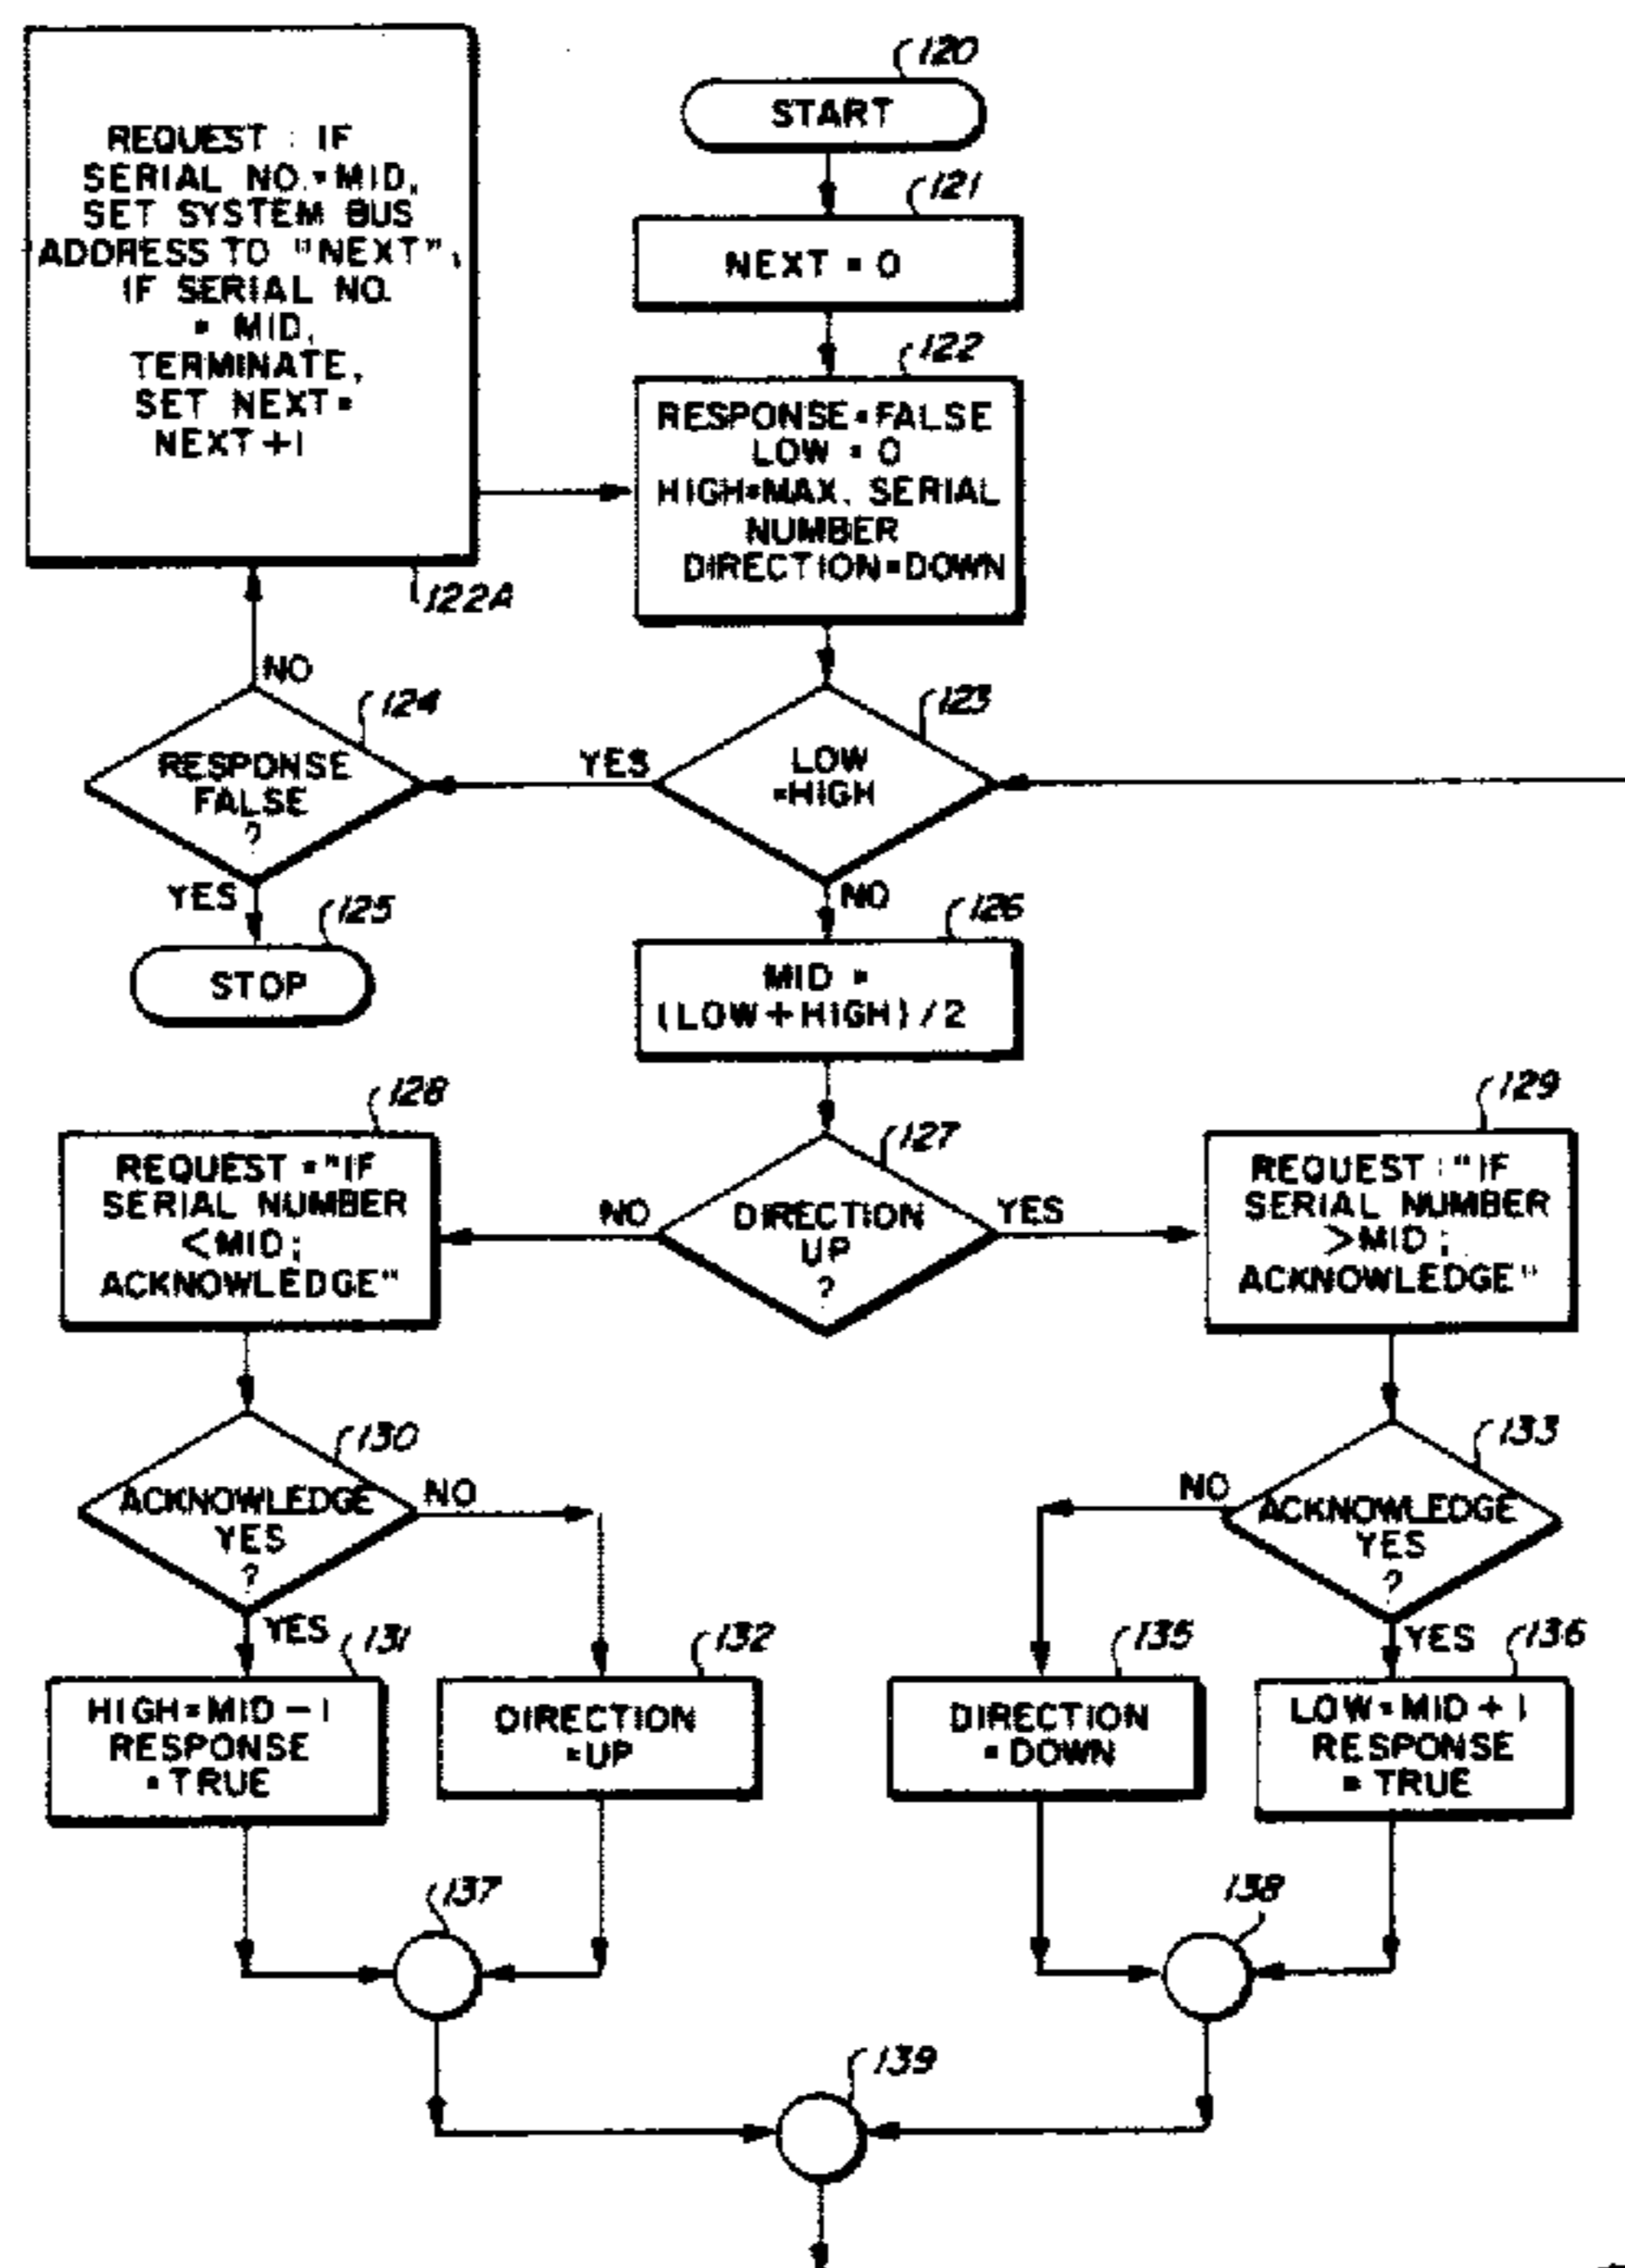 120
START
121
NEXT = 0
122
RESPONSE=FALSE
LOW = 0
HIGH=MAX. SERIAL
NUMBER
DIRECTION=DOWN
REQUEST : IF
SERIAL NO.=MID,
SET SYSTEM BUS
ADDRESS TO "NEXT",
IF SERIAL NO.
= MID,
TERMINATE,
SET NEXT=
NEXT+1
122A
NO
124
RESPONSE
FALSE
?
YES
125
STOP
YES
123
LOW
=HIGH
NO
126
MID =
(LOW+HIGH)/2
127
DIRECTION
UP
?
NO
YES
128
REQUEST ="IF
SERIAL NUMBER
<MID;
ACKNOWLEDGE"
129
REQUEST :"IF
SERIAL NUMBER
>MID;
ACKNOWLEDGE"
130
ACKNOWLEDGE
YES
?
NO
YES
133
ACKNOWLEDGE
YES
?
NO
YES
131
HIGH=MID-1
RESPONSE
=TRUE
132
DIRECTION
=UP
135
DIRECTION
=DOWN
136
LOW=MID+1
RESPONSE
= TRUE
137
138
139